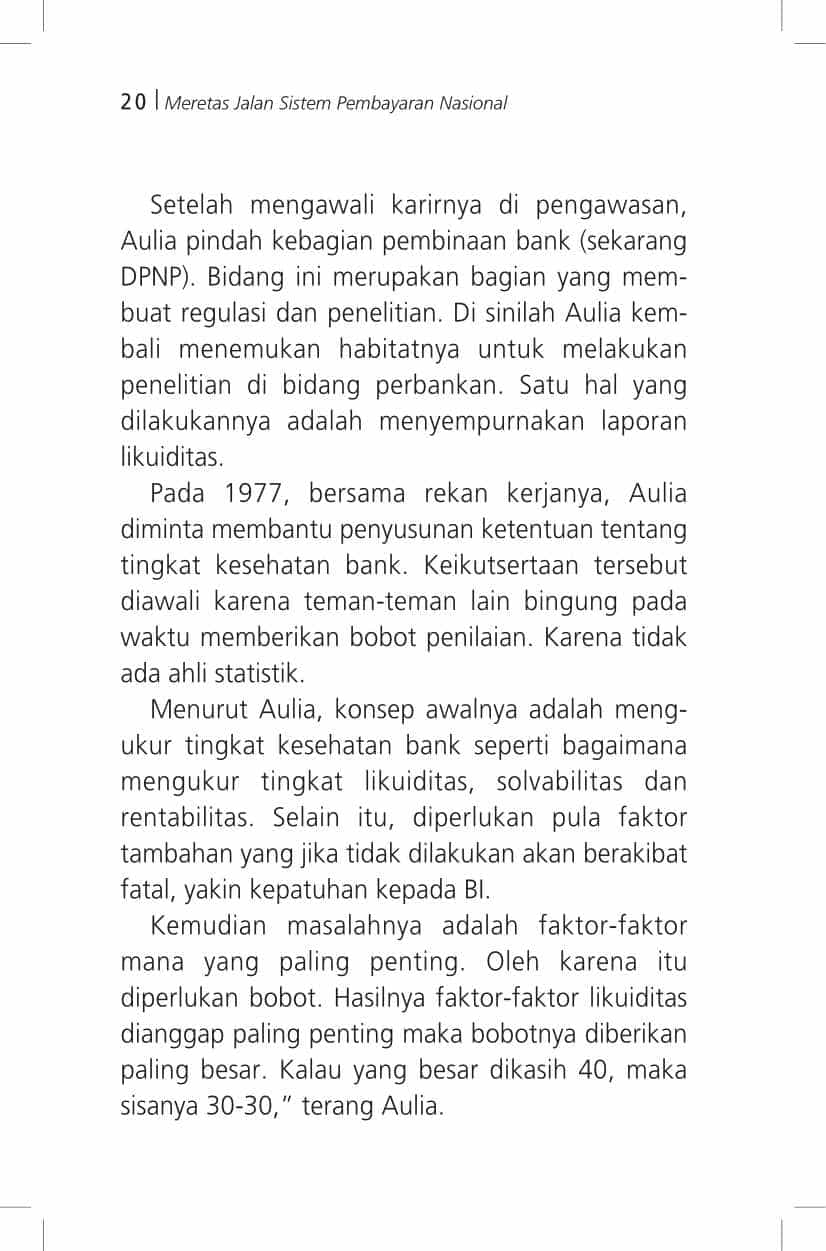 20 | Meretas Jalan Sistem Pembayaran Nasional
Setelah mengawali karirnya di pengawasan,
Aulia pindah kebagian pembinaan bank (sekarang
DPNP). Bidang ini merupakan bagian yang mem-
buat regulasi dan penelitian. Di sinilah Aulia kem-
bali menemukan habitatnya untuk melakukan
penelitian di bidang perbankan. Satu hal yang
dilakukannya adalah menyempurnakan laporan
likuiditas.
Pada 1977, bersama rekan kerjanya, Aulia
diminta membantu penyusunan ketentuan tentang
tingkat kesehatan bank. Keikutsertaan tersebut
diawali karena teman-teman lain bingung pada
waktu memberikan bobot penilaian. Karena tidak
ada ahli statistik.
Menurut Aulia, konsep awalnya adalah meng-
ukur tingkat kesehatan bank seperti bagaimana
mengukur tingkat likuiditas, solvabilitas dan
rentabilitas. Selain itu, diperlukan pula faktor
tambahan yang jika tidak dilakukan akan berakibat
fatal, yakin kepatuhan kepada BI.
Kemudian masalahnya adalah faktor-faktor
mana yang paling penting. Oleh karena itu
diperlukan bobot. Hasilnya faktor-faktor likuiditas
dianggap paling penting maka bobotnya diberikan
paling besar. Kalau yang besar dikasih 40, maka
sisanya 30-30,” terang Aulia.